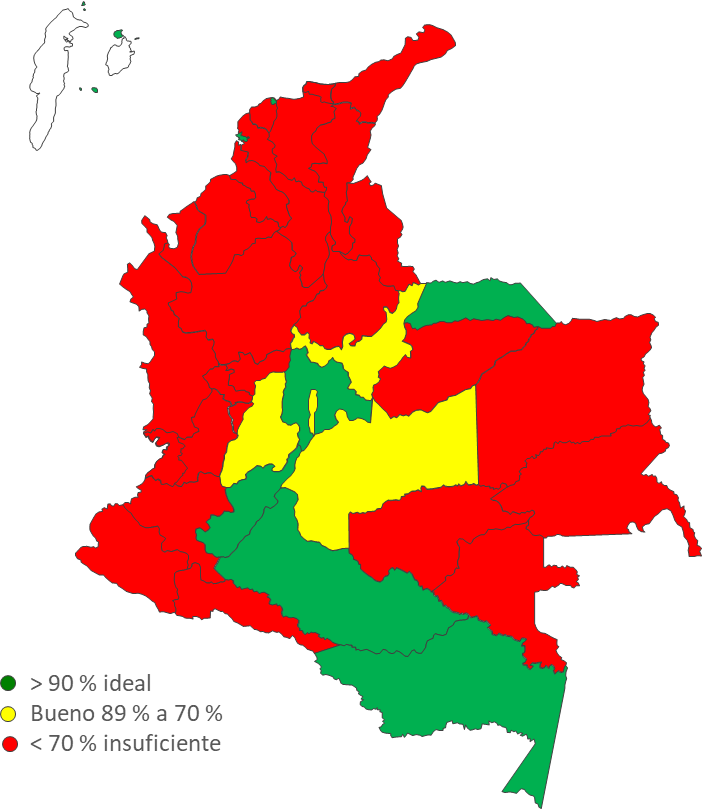 > 90 % ideal
Bueno 89 % a 70 %
< 70 % insuficiente